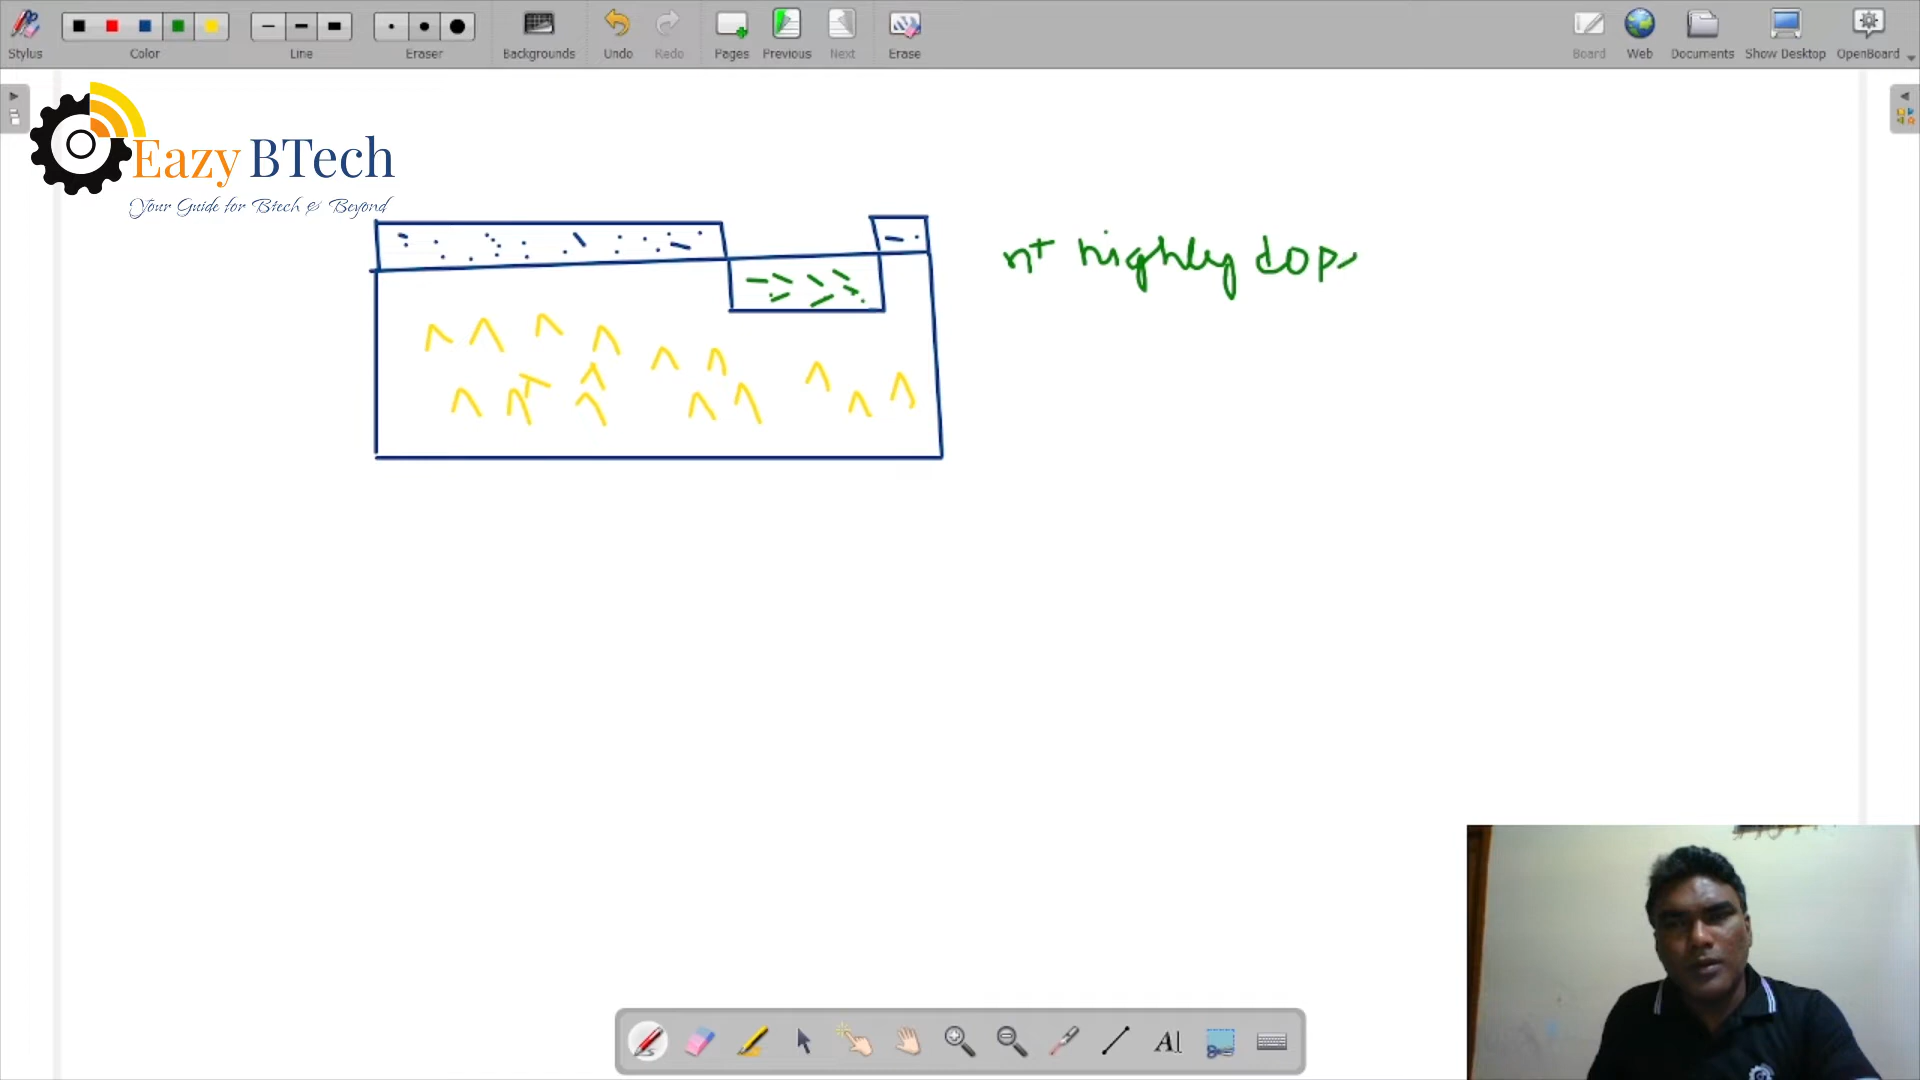 Stylus
Color
Line
Eraser
Backgrounds
Undo
Redo
Pages
Previous
Next
Erase
Board
Web
Documents
Show Desktop
OpenBoard
Eazy BTech
Your Guide for Btech & Beyond
n+ highly dop
AI